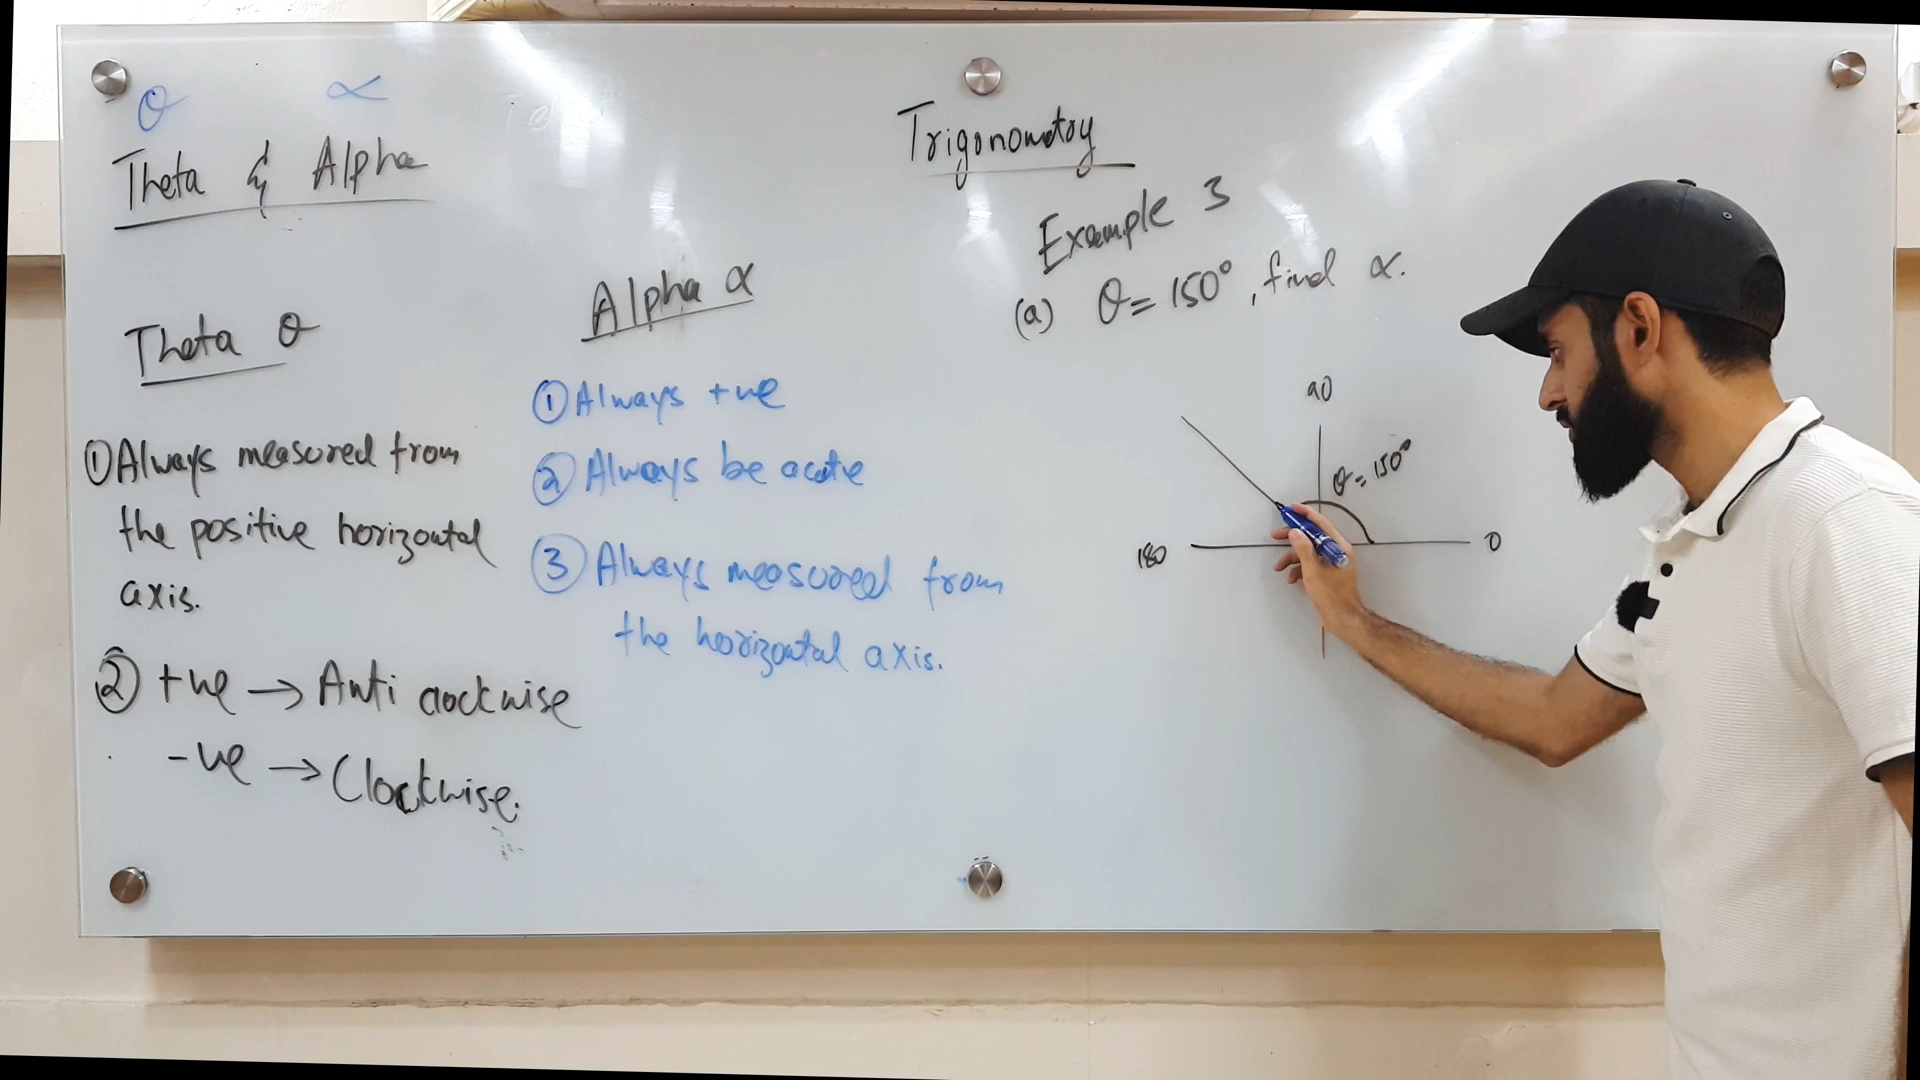 θ α
Theta & Alpha
Theta θ
① Always measured from
the positive horizontal
axis.
② +ve → Anti clockwise
-ve → Clockwise.
Alpha α
① Always +ve
② Always be acute
③ Always measured from
the horizontal axis.
Trigonometry
Example 3
(a) θ = 150°, find α.
90
θ = 150°
180
0